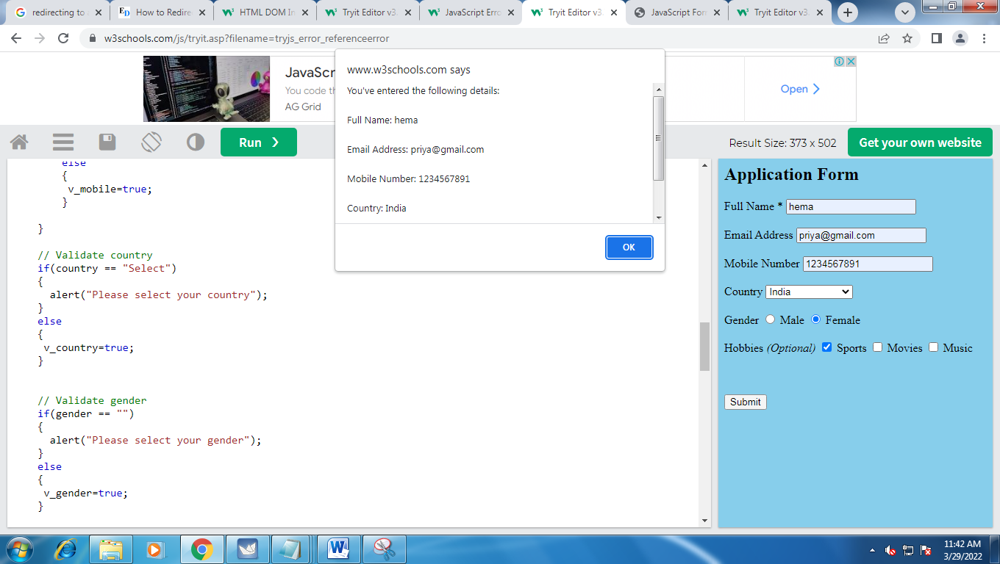 redirecting to
How to Redire
HTML DOM In
Tryit Editor v3.
JavaScript Erro
Tryit Editor v3.
JavaScript Form
Tryit Editor v3.
w3schools.com/js/tryit.asp?filename=tryjs_error_referenceerror
JavaScr
You code th
AG Grid
Open
www.w3schools.com says
You've entered the following details:
Full Name: hema
Email Address: priya@gmail.com
Mobile Number: 1234567891
Country: India
OK
Run ❯
Result Size: 373 x 502
Get your own website
else
{
v_mobile=true;
}
}
// Validate country
if(country == "Select")
{
alert("Please select your country");
}
else
{
v_country=true;
}
// Validate gender
if(gender == "")
{
alert("Please select your gender");
}
else
{
v_gender=true;
}
Application Form
Full Name * hema
Email Address priya@gmail.com
Mobile Number 1234567891
Country India
Gender Male Female
Hobbies (Optional) Sports Movies Music
Submit
11:42 AM
3/29/2022